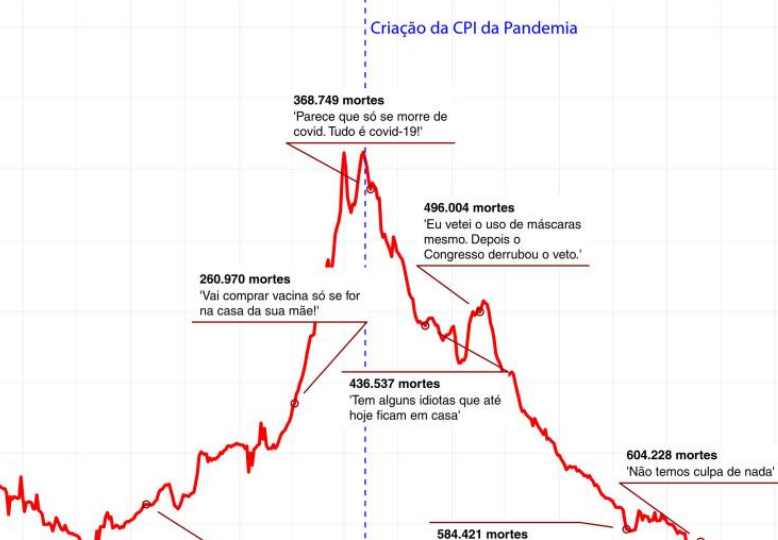 Criação da CPI da Pandemia
368.749 mortes
'Parece que só se morre de
covid. Tudo é covid-19!'
496.004 mortes
'Eu vetei o uso de máscaras
mesmo. Depois o
Congresso derrubou o veto.'
260.970 mortes
'Vai comprar vacina só se for
na casa da sua mãe!'
436.537 mortes
'Tem alguns idiotas que até
hoje ficam em casa'
604.228 mortes
'Não temos culpa de nada'
584.421 mortes